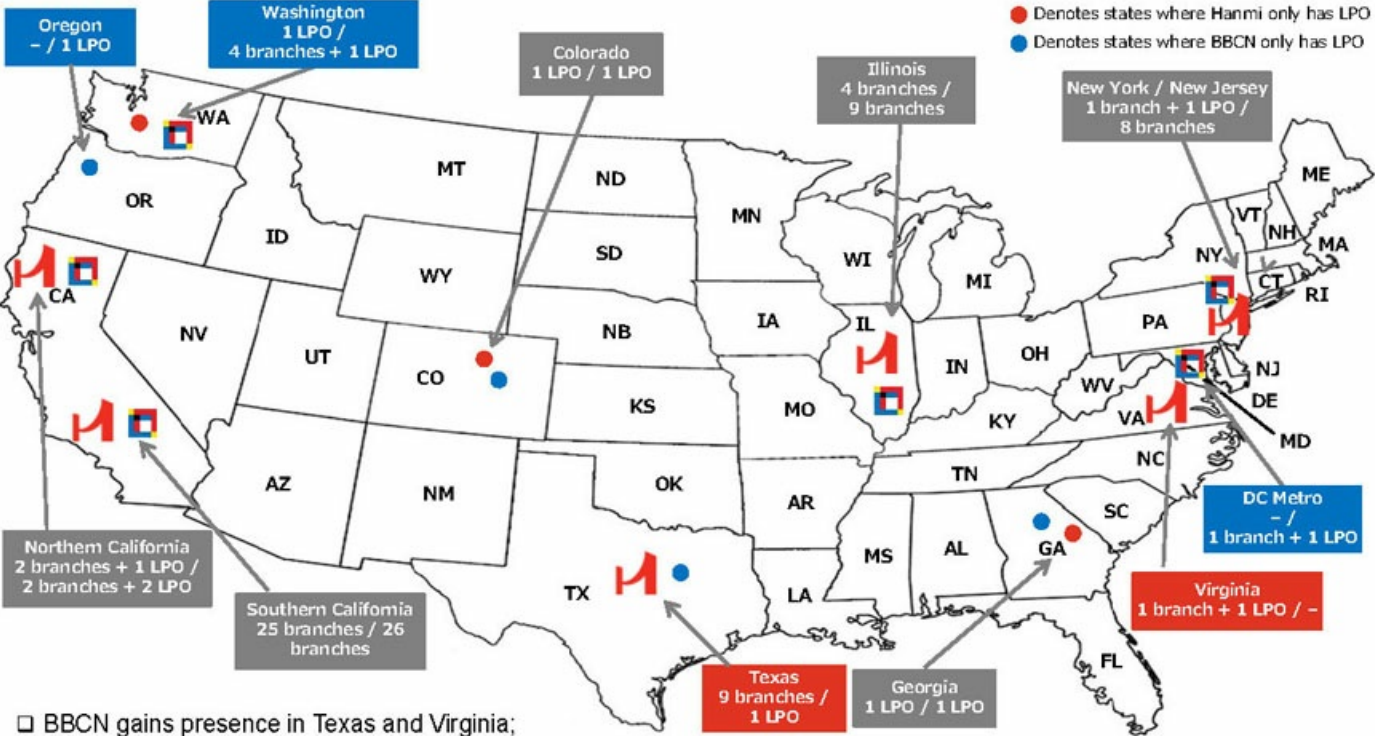 Denotes states where Hanmi only has LPO
Denotes states where BBCN only has LPO
Oregon
– / 1 LPO
Washington
1 LPO /
4 branches + 1 LPO
Colorado
1 LPO / 1 LPO
Illinois
4 branches /
9 branches
New York / New Jersey
1 branch + 1 LPO /
8 branches
WA
MT
ND
MN
ME
OR
ID
SD
WI
MI
VT
NH
MA
NY
CT
RI
WY
CA
NV
UT
CO
NB
IA
IL
IN
OH
PA
NJ
DE
MD
WV
VA
KS
MO
KY
NC
TN
SC
AZ
NM
OK
AR
MS
AL
GA
TX
LA
FL
Northern California
2 branches + 1 LPO /
2 branches + 2 LPO
Southern California
25 branches / 26
branches
Texas
9 branches /
1 LPO
Georgia
1 LPO / 1 LPO
DC Metro
– /
1 branch + 1 LPO
Virginia
1 branch + 1 LPO / –
❑ BBCN gains presence in Texas and Virginia;